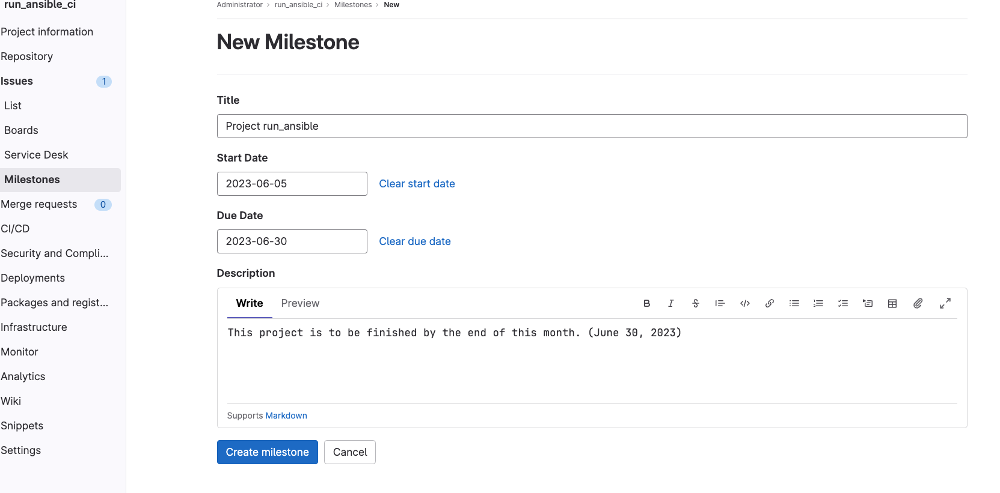 run_ansible_ci
Project information
Repository
Issues 1
List
Boards
Service Desk
Milestones
Merge requests 0
CI/CD
Security and Compli...
Deployments
Packages and regist...
Infrastructure
Monitor
Analytics
Wiki
Snippets
Settings
Administrator > run_ansible_ci > Milestones > New
New Milestone
Title
Project run_ansible
Start Date
2023-06-05 Clear start date
Due Date
2023-06-30 Clear due date
Description
Write Preview
This project is to be finished by the end of this month. (June 30, 2023)
Supports Markdown
Create milestone Cancel